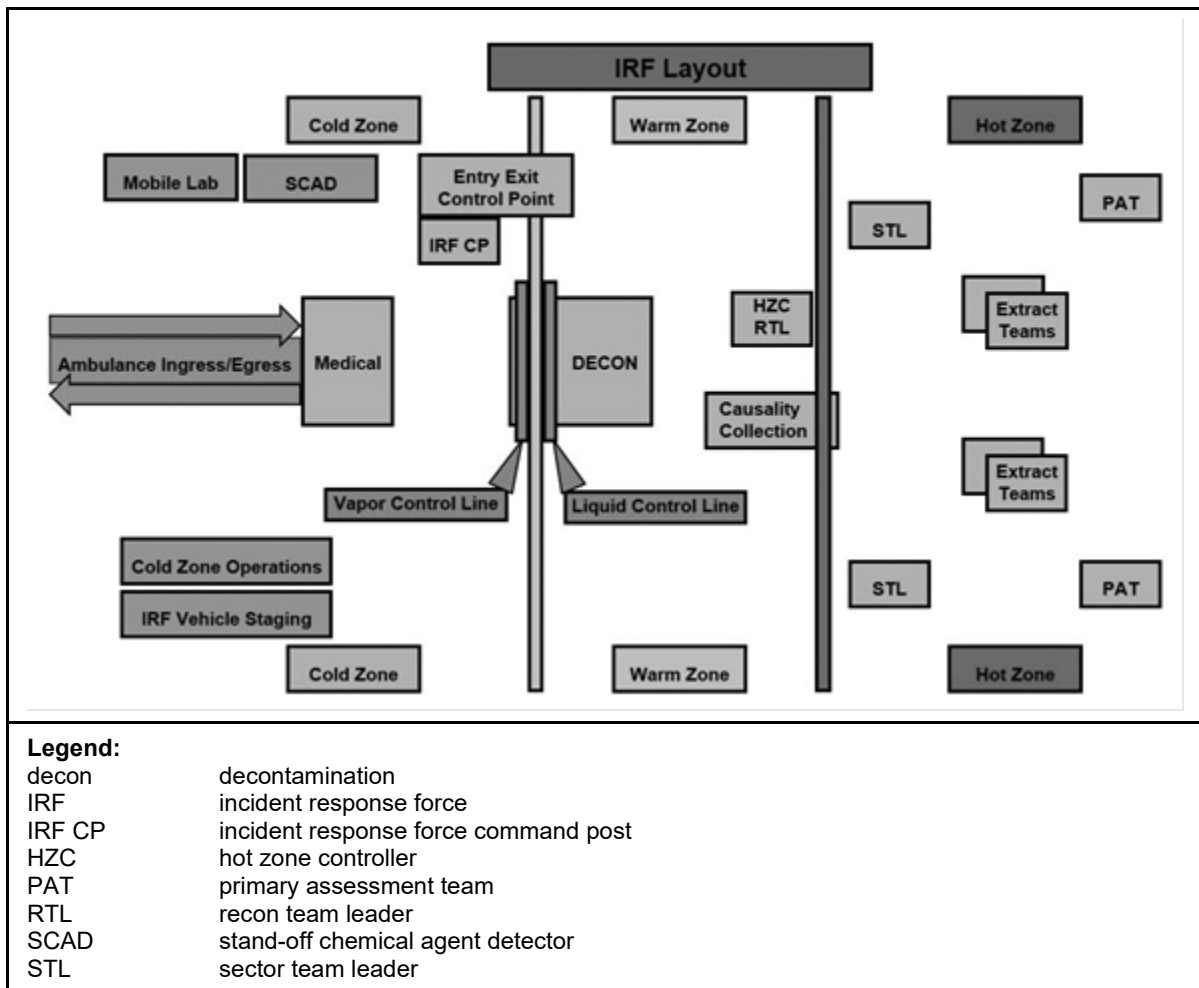 IRF Layout
Cold Zone
Warm Zone
Hot Zone
Mobile Lab
SCAD
Entry Exit
Control Point
PAT
IRF CP
STL
HZC
RTL
Extract
Teams
Ambulance Ingress/Egress
Medical
DECON
Causality
Collection
Extract
Teams
Vapor Control Line
Liquid Control Line
Cold Zone Operations
STL
PAT
IRF Vehicle Staging
Cold Zone
Warm Zone
Hot Zone
Legend:
decon decontamination
IRF incident response force
IRF CP incident response force command post
HZC hot zone controller
PAT primary assessment team
RTL recon team leader
SCAD stand-off chemical agent detector
STL sector team leader